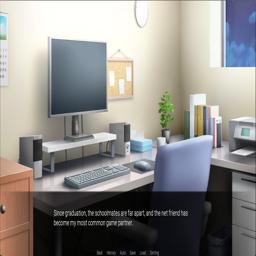 Since graduation, the schoolmates are far apart, and the net friend has
become my most common game partner.
Back History Auto Save Load Setting